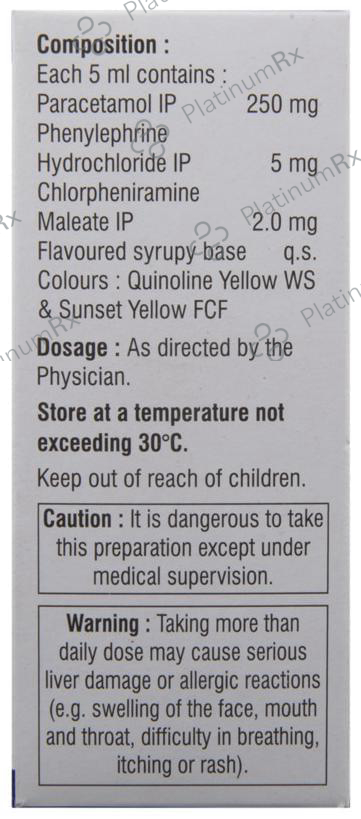 Composition :
Each 5 ml contains :
Paracetamol IP 250 mg
Phenylephrine
Hydrochloride IP 5 mg
Chlorpheniramine
Maleate IP 2.0 mg
Flavoured syrupy base q.s.
Colours : Quinoline Yellow WS
& Sunset Yellow FCF
Dosage : As directed by the
Physician.
Store at a temperature not
exceeding 30°C.
Keep out of reach of children.
Caution : It is dangerous to take
this preparation except under
medical supervision.
Warning : Taking more than
daily dose may cause serious
liver damage or allergic reactions
(e.g. swelling of the face, mouth
and throat, difficulty in breathing,
itching or rash).
PlatinumRx
PlatinumRx